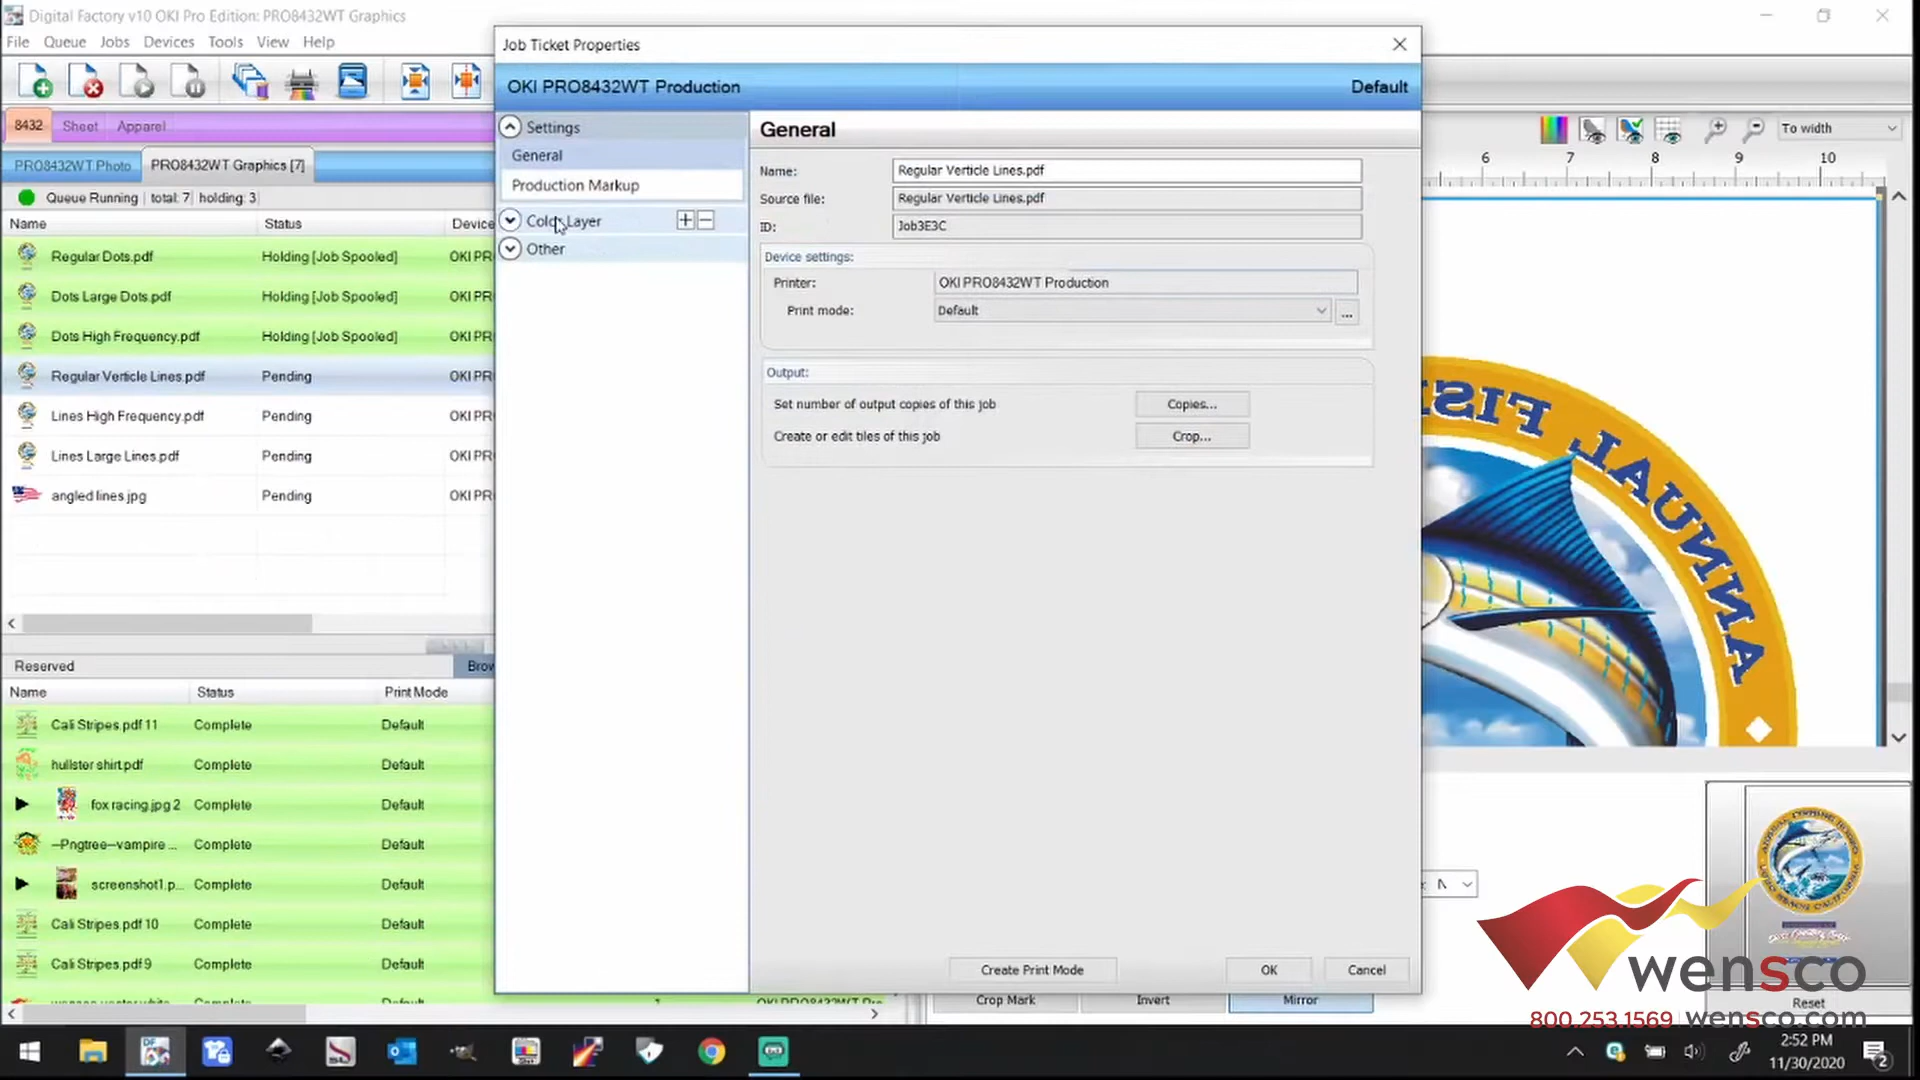 Digital Factory v10 OKI Pro Edition: PRO8432WT Graphics
File Queue Jobs Devices Tools View Help
8432 Sheet Apparel
PRO8432WT Photo PRO8432WT Graphics [7]
Queue Running total: 7 holding: 3
Name Status Device
Regular Dots.pdf Holding [Job Spooled] OKI PR
Dots Large Dots.pdf Holding [Job Spooled] OKI PR
Dots High Frequency.pdf Holding [Job Spooled] OKI PR
Regular Verticle Lines.pdf Pending OKI PR
Lines High Frequency.pdf Pending OKI PR
Lines Large Lines.pdf Pending OKI PR
angled lines.jpg Pending OKI PR
Reserved Brow
Name Status Print Mode
Cali Stripes.pdf 11 Complete Default
hullster shirt.pdf Complete Default
fox racing.jpg 2 Complete Default
--Pngtree--vampire ... Complete Default
screenshot1.p... Complete Default
Cali Stripes.pdf 10 Complete Default
Cali Stripes.pdf 9 Complete Default
Job Ticket Properties
OKI PRO8432WT Production Default
Settings
General
Production Markup
Color Layer
Other
General
Name: Regular Verticle Lines.pdf
Source file: Regular Verticle Lines.pdf
ID: Job3E3C
Device settings:
Printer: OKI PRO8432WT Production
Print mode: Default ...
Output:
Set number of output copies of this job Copies...
Create or edit tiles of this job Crop...
Create Print Mode OK Cancel
Crop Mark Invert Mirror
To width
6 7 8 9 10
ANNUAL FISH
Reset
wensco
800.253.1569 wensco.com
2:52 PM
11/30/2020
2